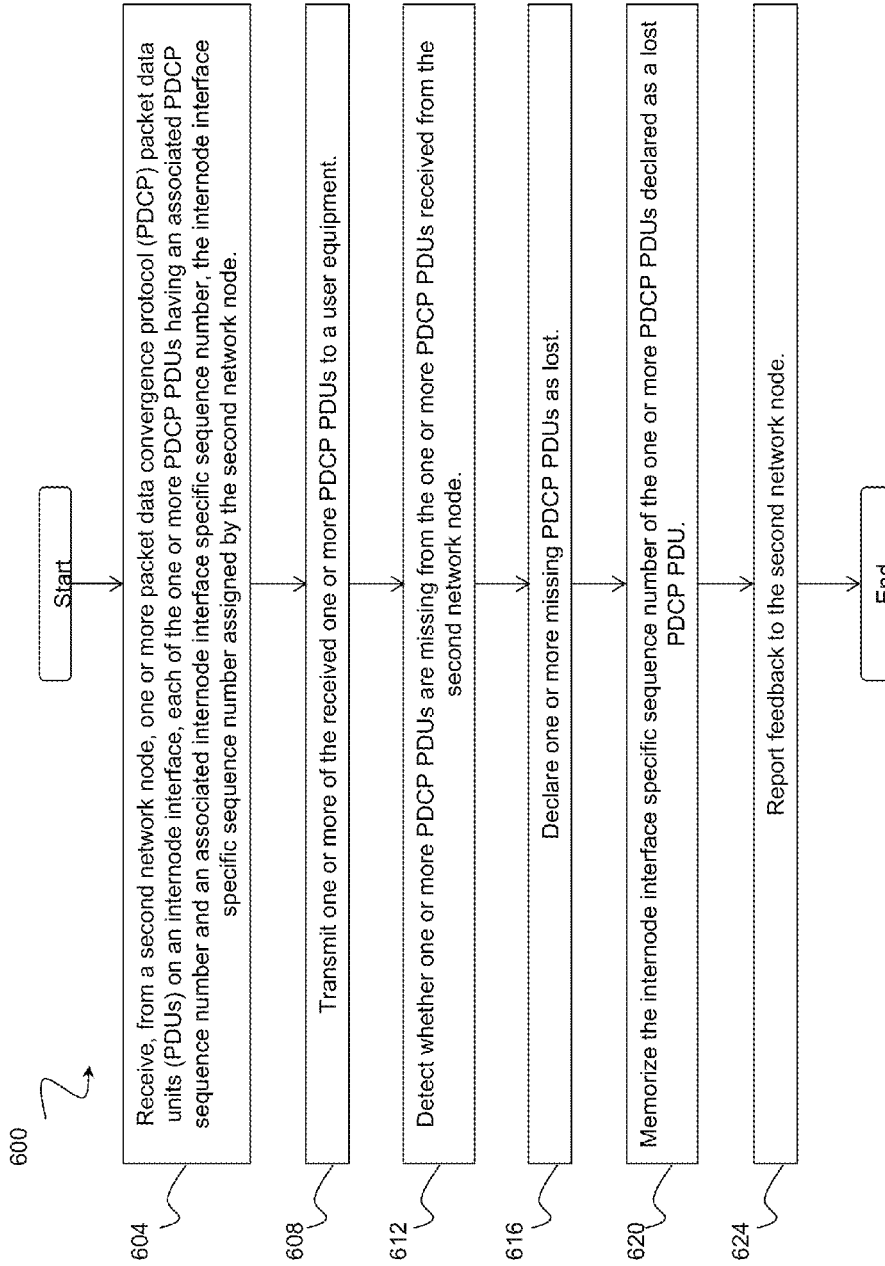 600
Start
604
Receive, from a second network node, one or more packet data convergence protocol (PDCP) packet data
units (PDUs) on an internode interface, each of the one or more PDCP PDUs having an associated PDCP
sequence number and an associated internode interface specific sequence number, the internode interface
specific sequence number assigned by the second network node.
608
Transmit one or more of the received one or more PDCP PDUs to a user equipment.
612
Detect whether one or more PDCP PDUs are missing from the one or more PDCP PDUs received from the
second network node.
616
Declare one or more missing PDCP PDUs as lost.
620
Memorize the internode interface specific sequence number of the one or more PDCP PDUs declared as a lost
PDCP PDU.
624
Report feedback to the second network node.
End